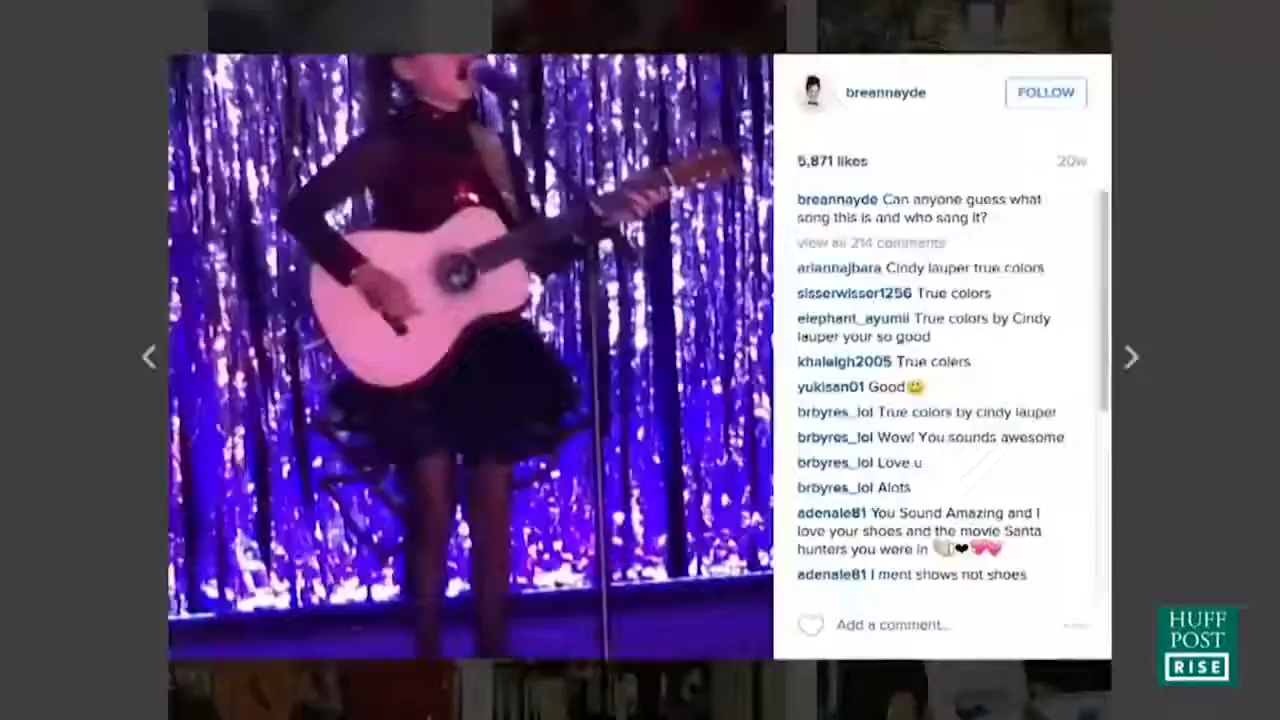 breannayde
FOLLOW
5,871 likes
20w
breannayde Can anyone guess what
song this is and who sang it?
view all 214 comments
ariannajbara Cindy lauper true colors
sisserwisser1256 True colors
elephant_ayumii True colors by Cindy
lauper your so good
khaleigh2005 True colers
yukisan01 Good
brbyres_lol True colors by cindy lauper
brbyres_lol Wow! You sounds awesome
brbyres_lol Love u
brbyres_lol Alots
adenale81 You Sound Amazing and I
love your shoes and the movie Santa
hunters you were in
adenale81 I ment shows not shoes
Add a comment...
HUFF
POST
RISE